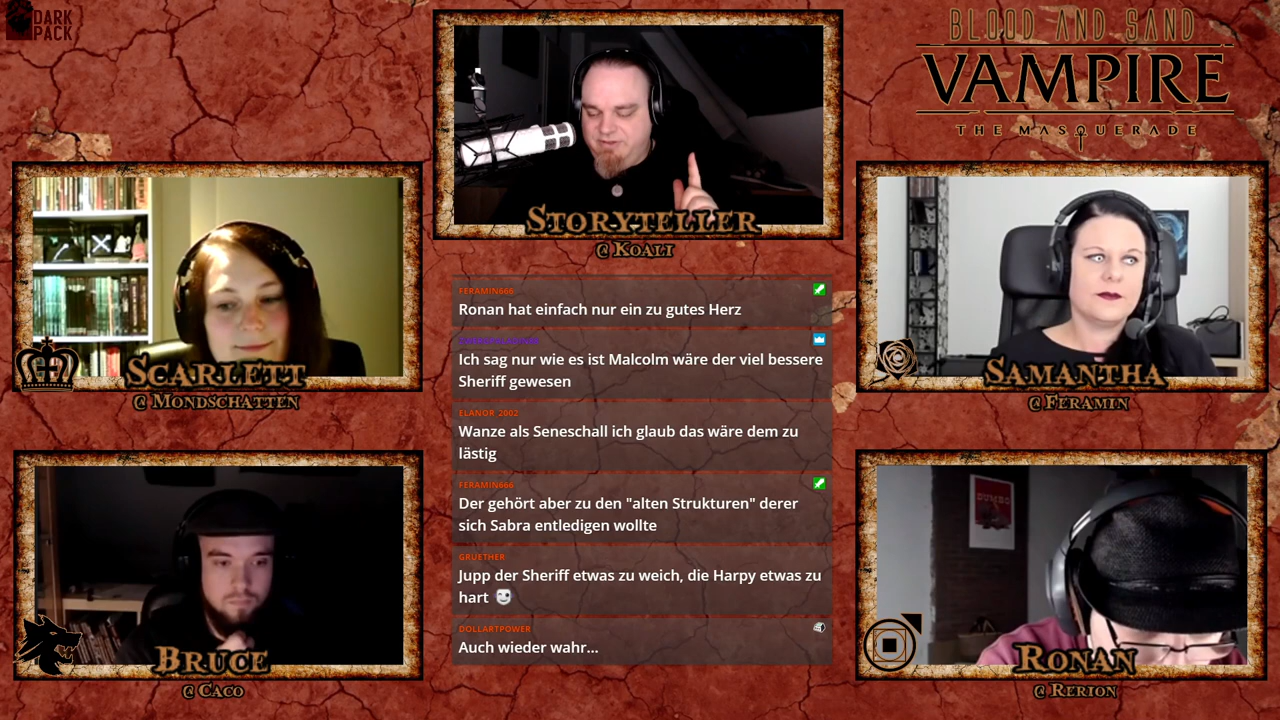 DARK
PACK
BLOOD AND SAND
VAMPIRE
THE MASQUERADE
STORYTELLER
@ KOALI
SCARLETT
@ MONDSCHATTEN
SAMANTHA
@ FERAMIN
FERAMIN666
Ronan hat einfach nur ein zu gutes Herz
Ich sag nur wie es ist Malcolm wäre der viel bessere
Sheriff gewesen
ELANOR_2002
Wanze als Seneschall ich glaub das wäre dem zu
lästig
FERAMIN666
Der gehört aber zu den "alten Strukturen" derer
sich Sabra entledigen wollte
GRUETHER
Jupp der Sheriff etwas zu weich, die Harpy etwas zu
hart
DOLLARTPOWER
Auch wieder wahr...
BRUCE
@ CACO
DUMBO
RONAN
@ RERION